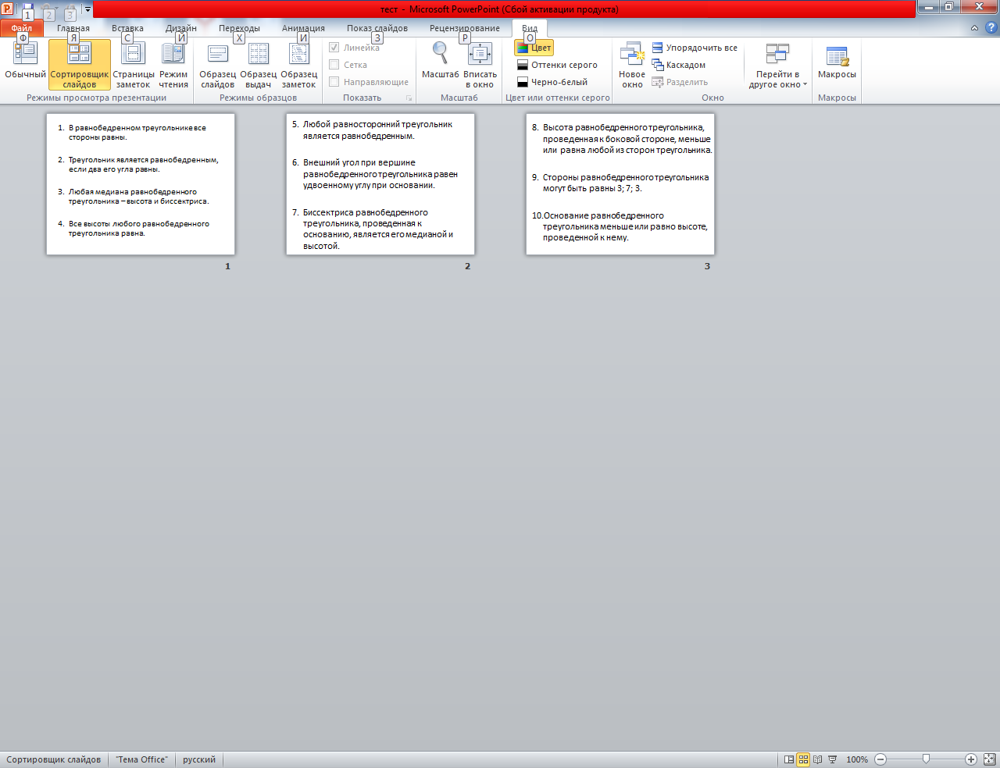 тест - Microsoft PowerPoint (Сбой активации продукта)
1 2 3
Файл Главная Вставка Дизайн Переходы Анимация Показ слайдов Рецензирование Вид
Ф Я С Й Х И З Р О
Обычный Сортировщик слайдов Страницы заметок Режим чтения
Режимы просмотра презентации
Образец слайдов Образец выдач Образец заметок
Режимы образцов
Линейка
Сетка
Направляющие
Показать
Масштаб Вписать в окно
Масштаб
Цвет
Оттенки серого
Черно-белый
Цвет или оттенки серого
Новое окно
Упорядочить все
Каскадом
Разделить
Перейти в другое окно
Окно
Макросы
Макросы
1. В равнобедренном треугольнике все
стороны равны.
2. Треугольник является равнобедренным,
если два его угла равны.
3. Любая медиана равнобедренного
треугольника – высота и биссектриса.
4. Все высоты любого равнобедренного
треугольника равна.
1
5. Любой равносторонний треугольник
является равнобедренным.
6. Внешний угол при вершине
равнобедренного треугольника равен
удвоенному углу при основании.
7. Биссектриса равнобедренного
треугольника, проведенная к
основанию, является его медианой и
высотой.
2
8. Высота равнобедренного треугольника,
проведенная к боковой стороне, меньше
или равна любой из сторон треугольника.
9. Стороны равнобедренного треугольника
могут быть равны 3; 7; 3.
10.Основание равнобедренного
треугольника меньше или равно высоте,
проведенной к нему.
3
Сортировщик слайдов "Тема Office" русский 100%